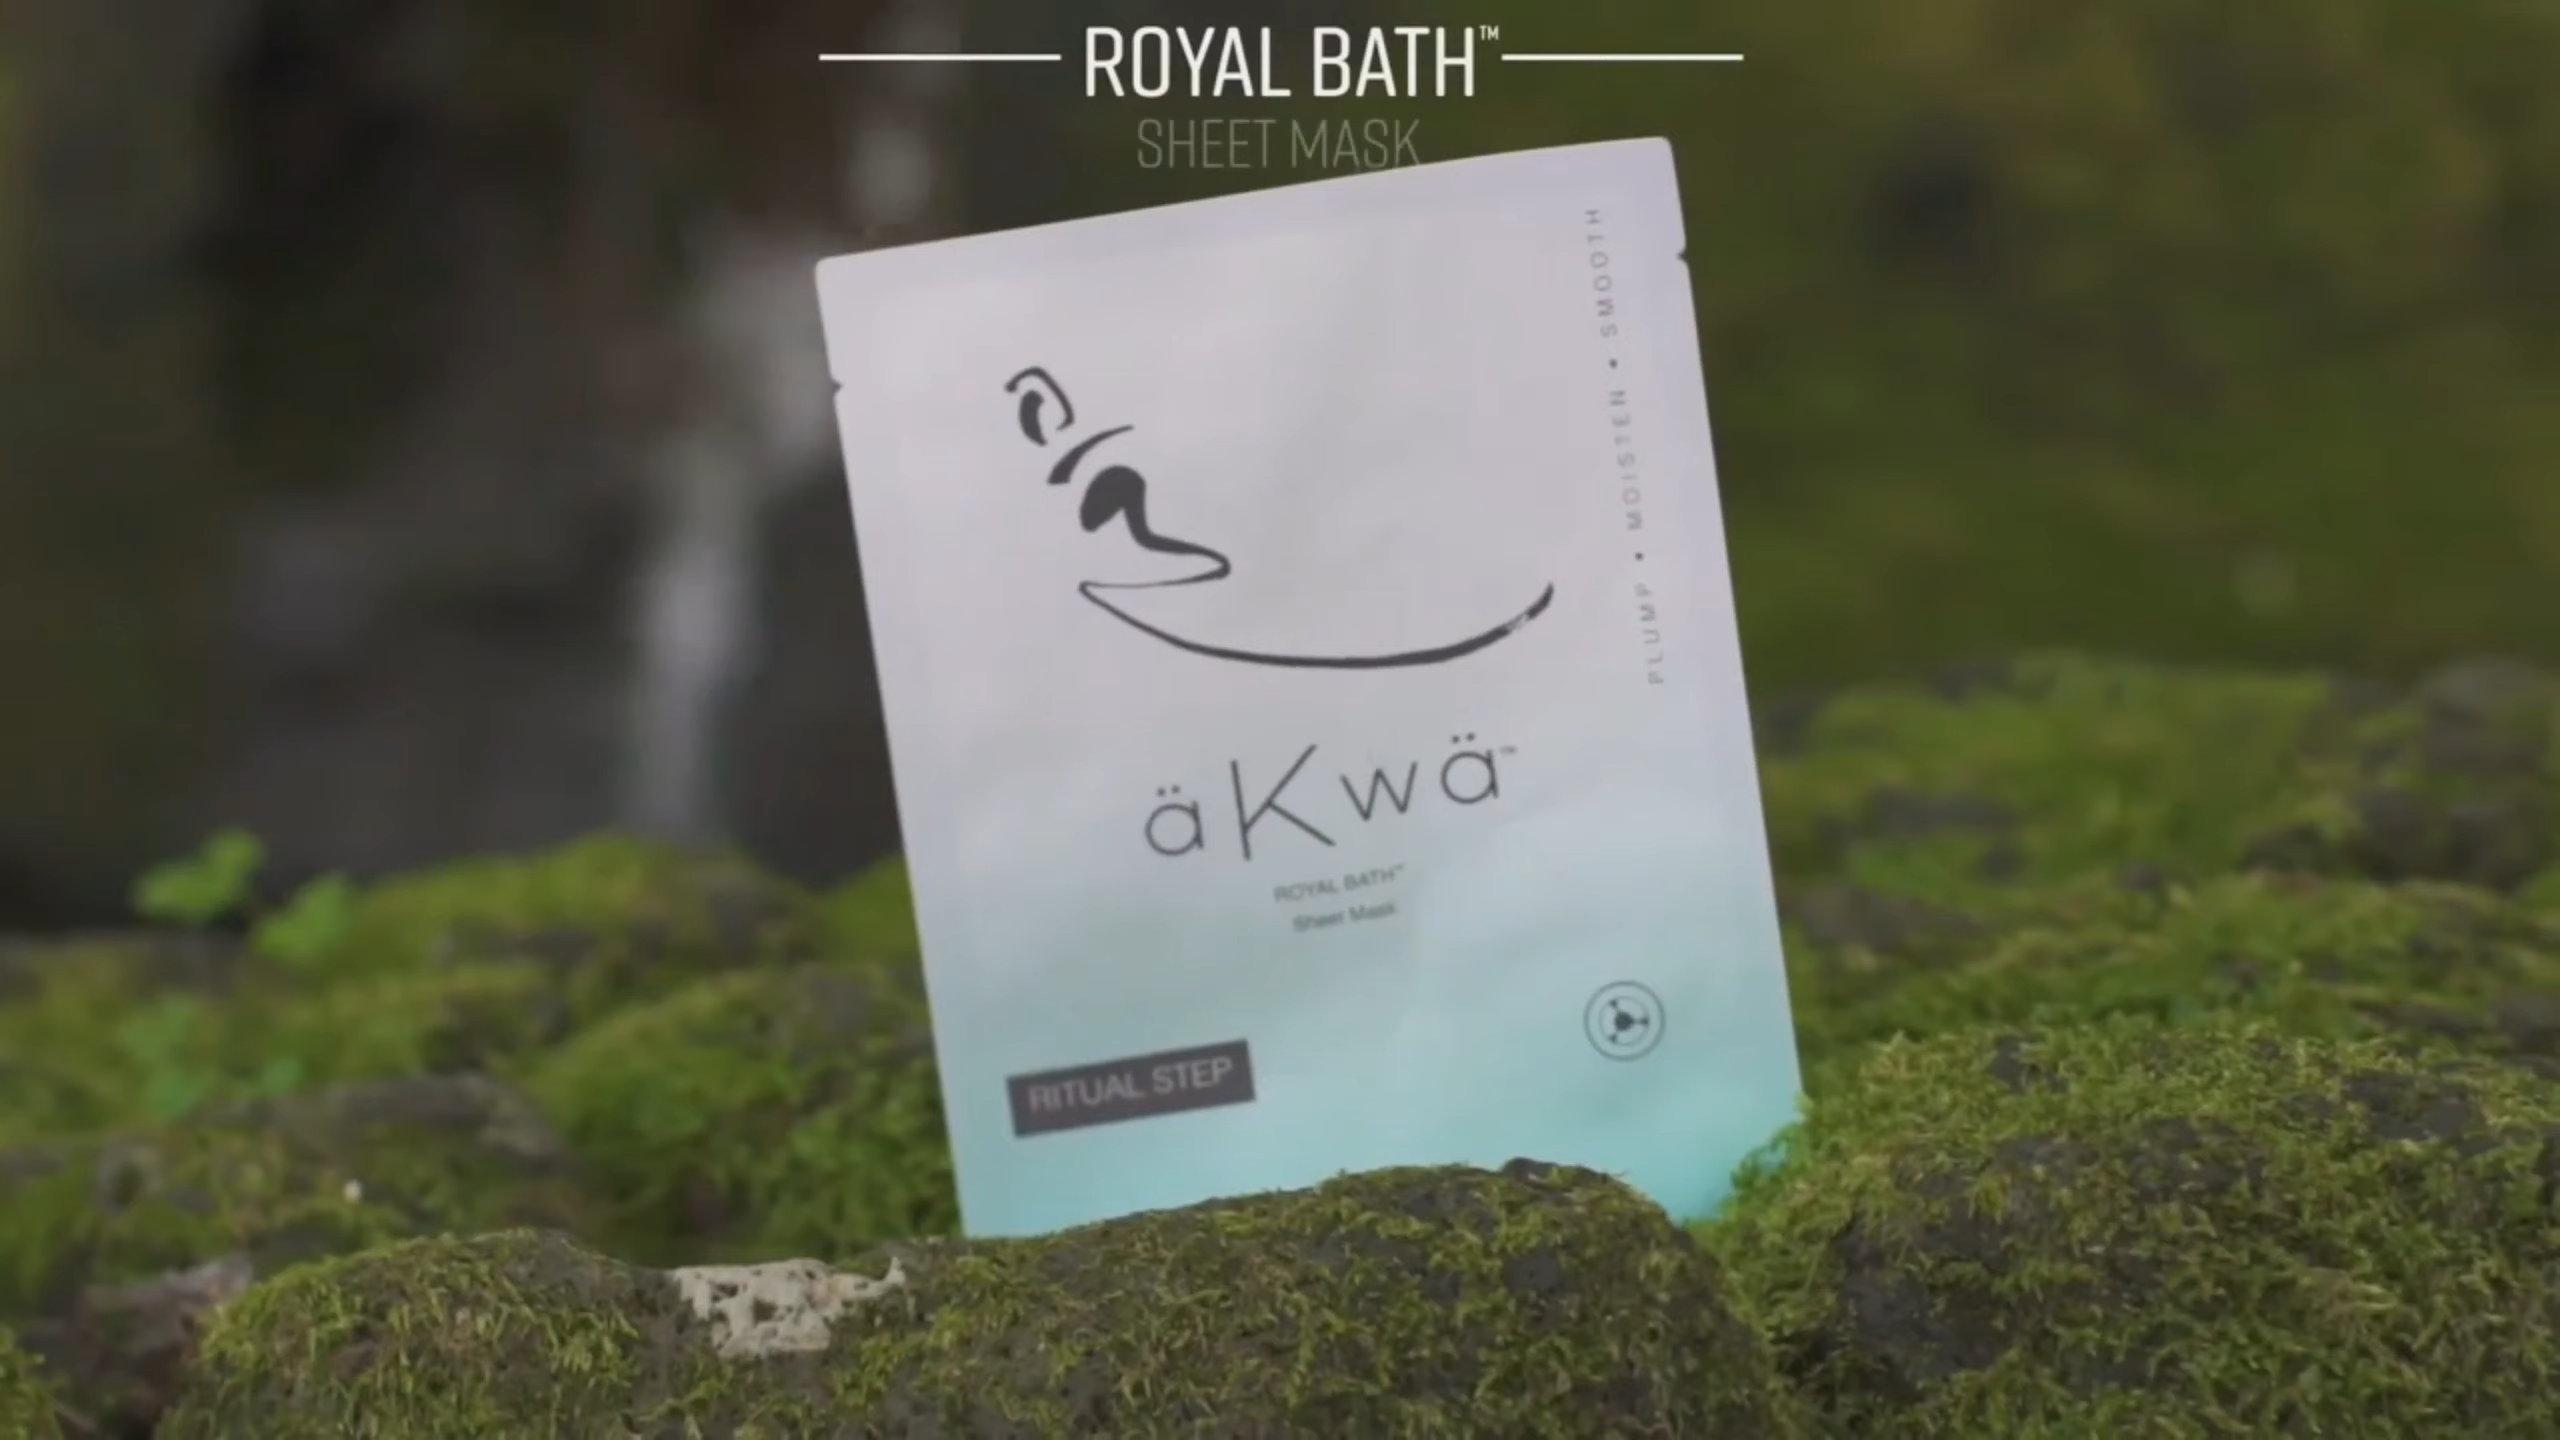 ROYAL BATH™
SHEET MASK
PLUMP • MOISTEN • SMOOTH
äKwä™
ROYAL BATH™
Sheet Mask
RITUAL STEP